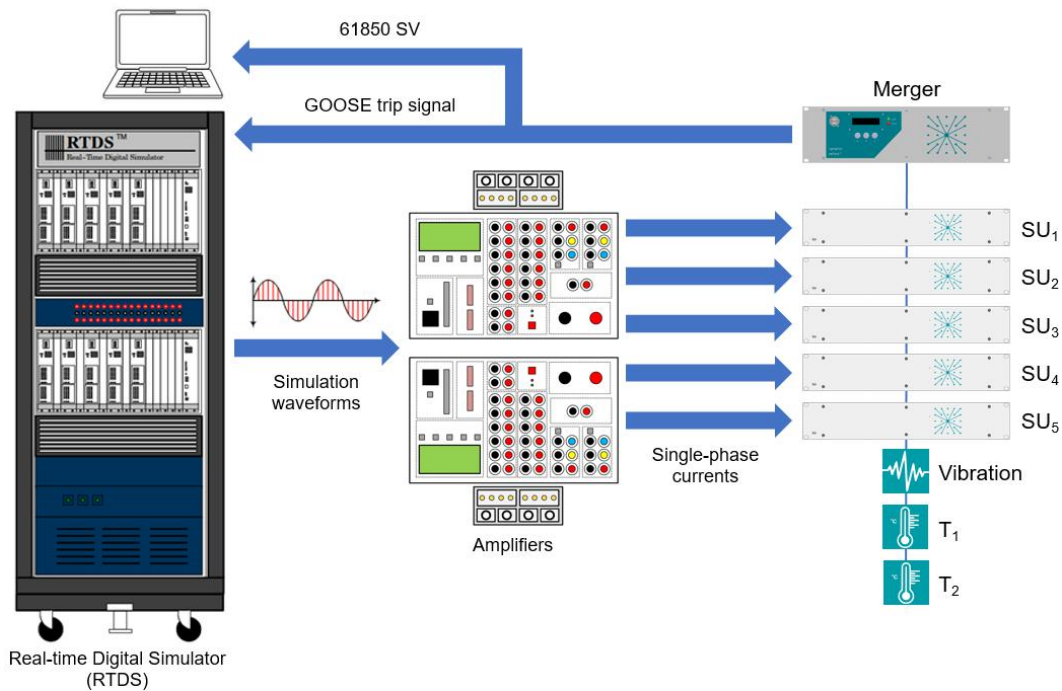 61850 SV
GOOSE trip signal
Merger
RTDS™
Real-Time Digital Simulator
SU1
SU2
SU3
SU4
SU5
Simulation
waveforms
Single-phase
currents
Vibration
Amplifiers
T1
°C
T2
°C
Real-time Digital Simulator
(RTDS)